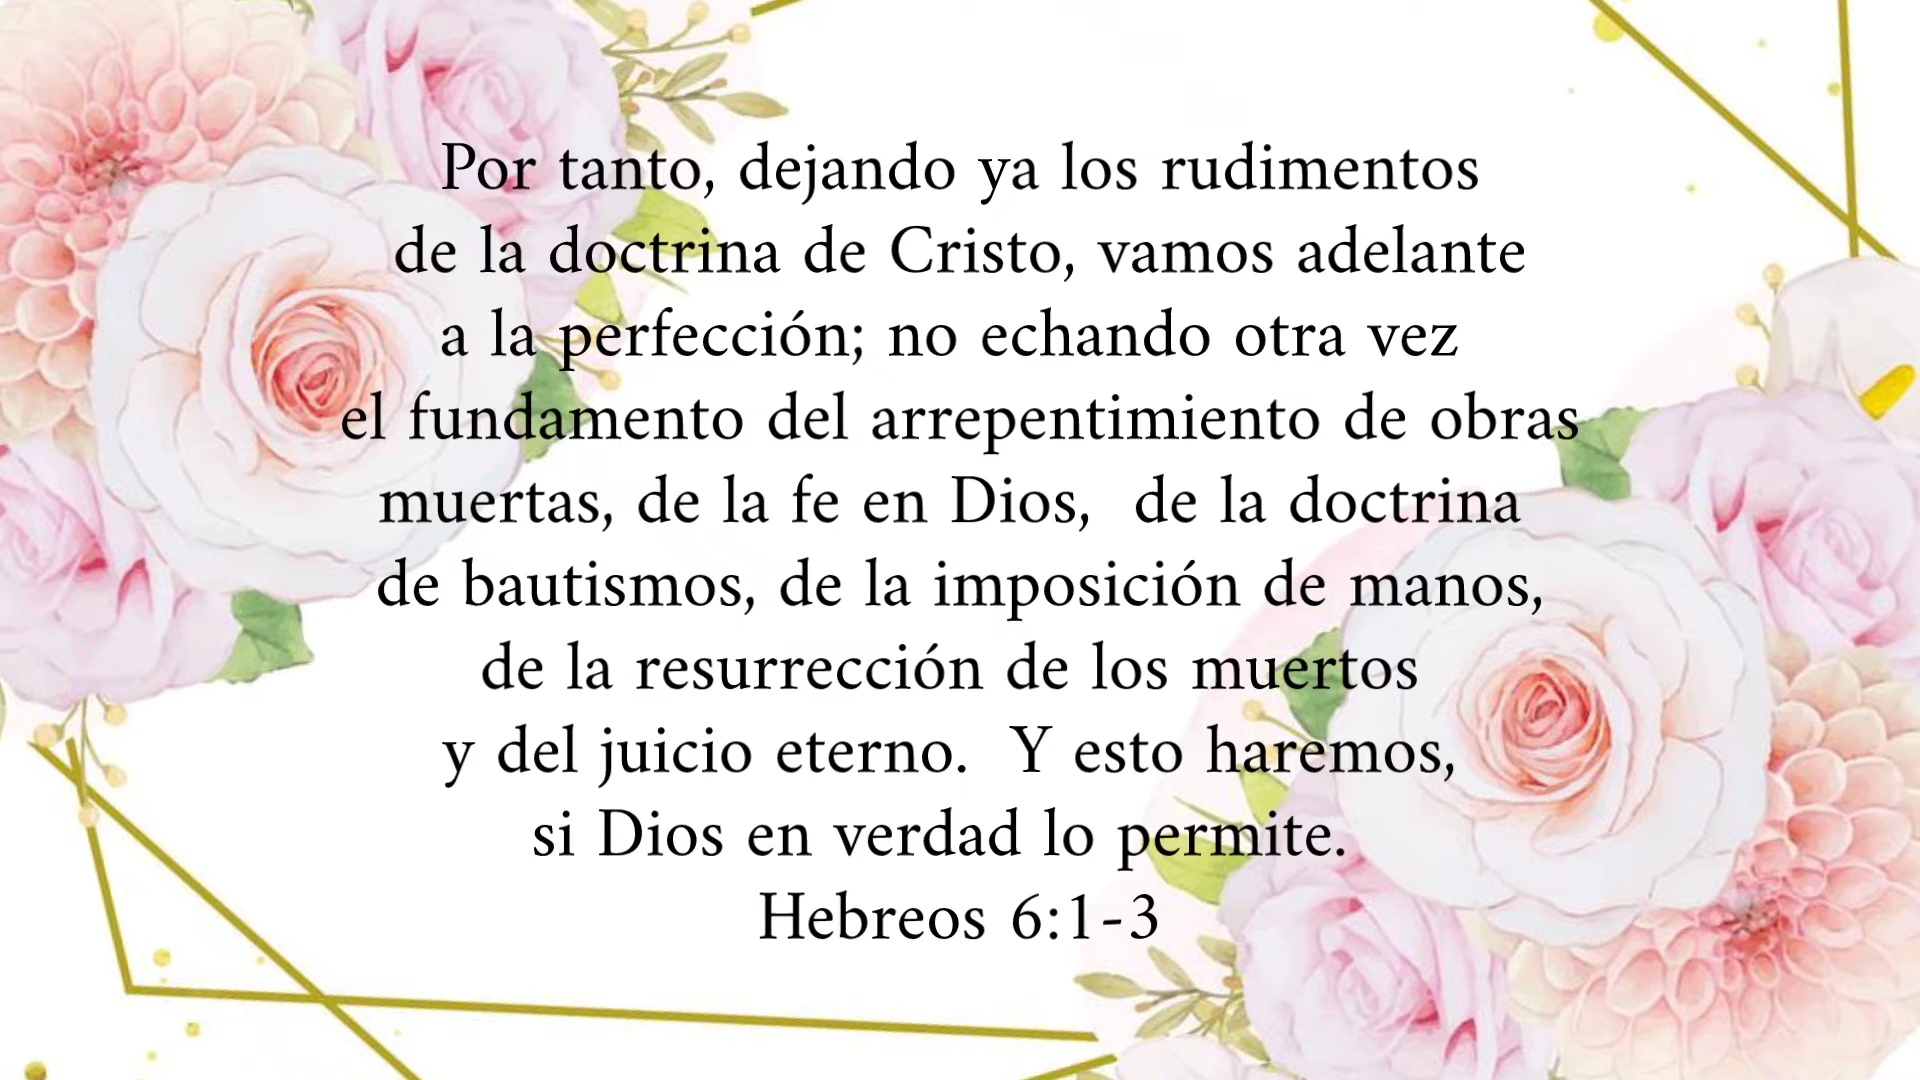 Por tanto, dejando ya los rudimentos
de la doctrina de Cristo, vamos adelante
a la perfección; no echando otra vez
el fundamento del arrepentimiento de obras
muertas, de la fe en Dios,  de la doctrina
de bautismos, de la imposición de manos,
de la resurrección de los muertos
y del juicio eterno.  Y esto haremos,
si Dios en verdad lo permite.
Hebreos 6:1-3